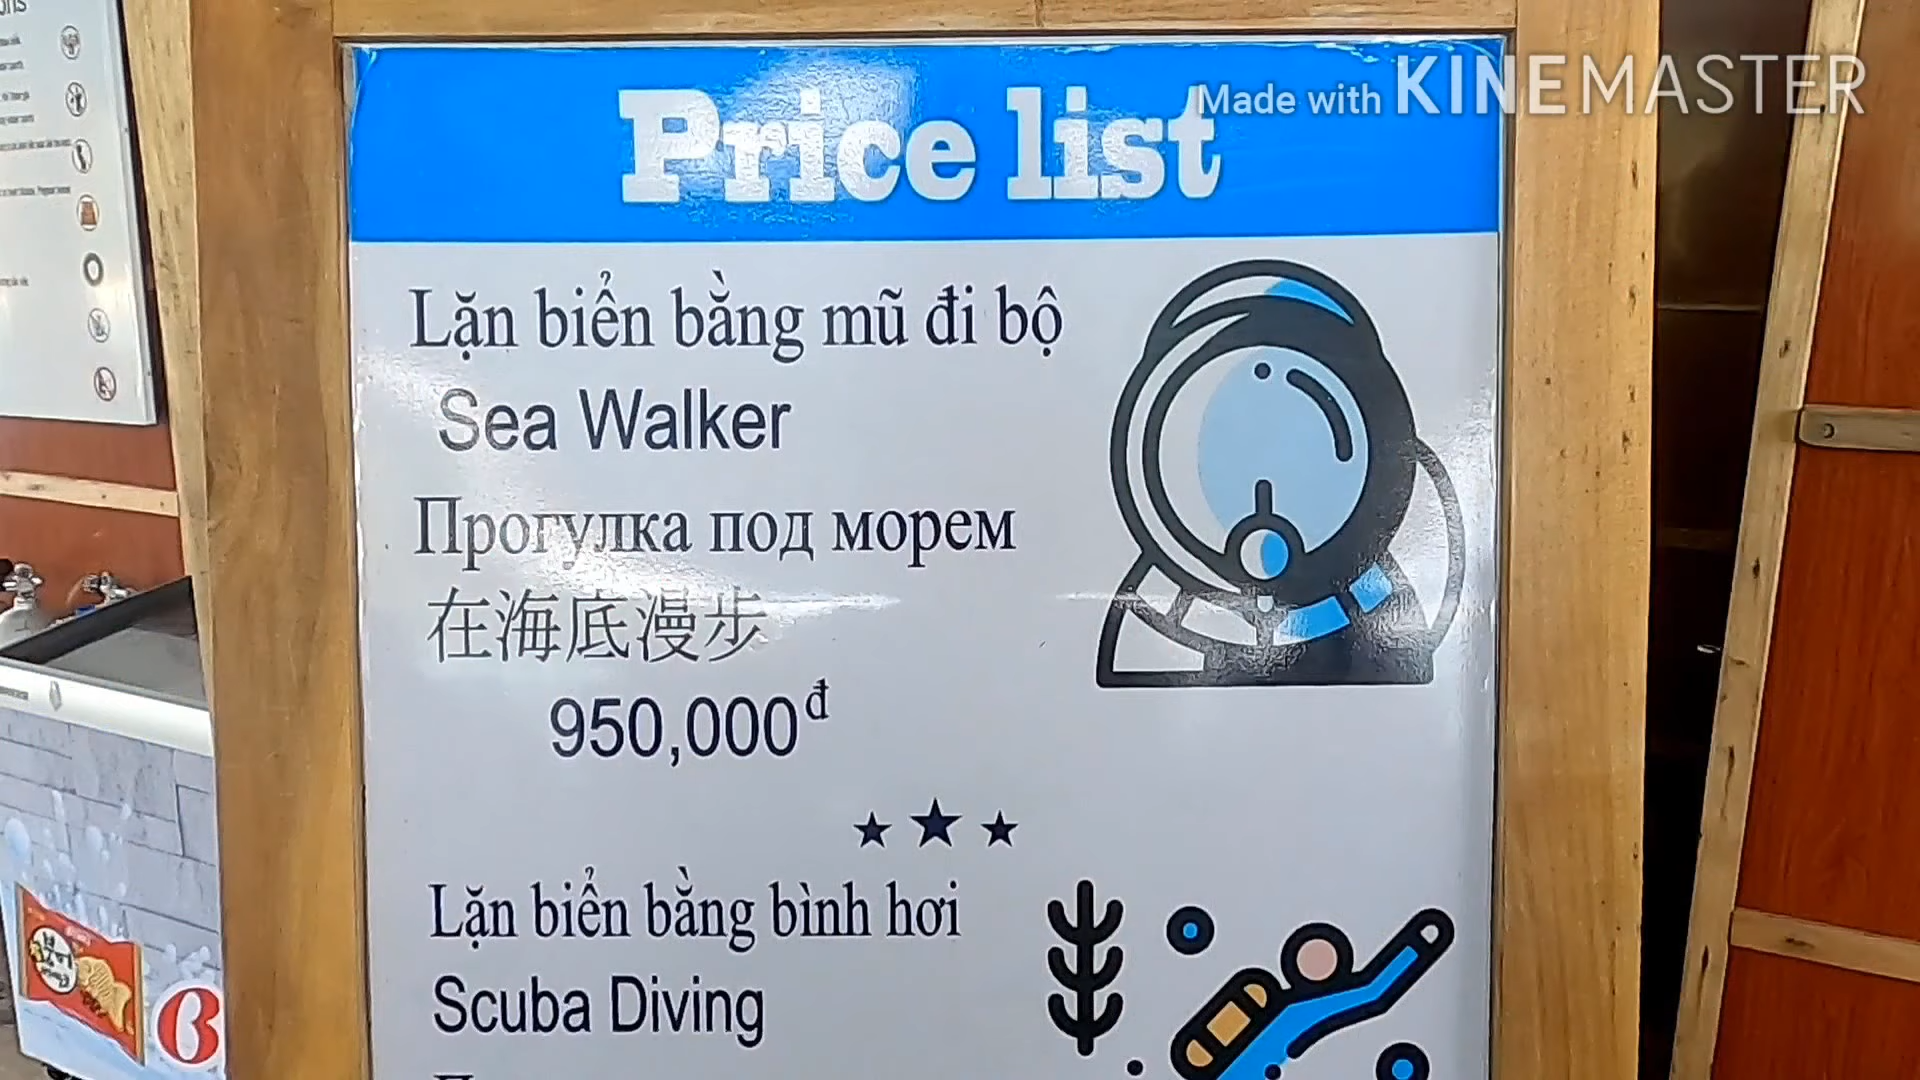 Price list
Made with KINEMASTER
Lặn biển bằng mũ đi bộ
Sea Walker
Прогулка под морем
在海底漫步
950,000đ
Lặn biển bằng bình hơi
Scuba Diving